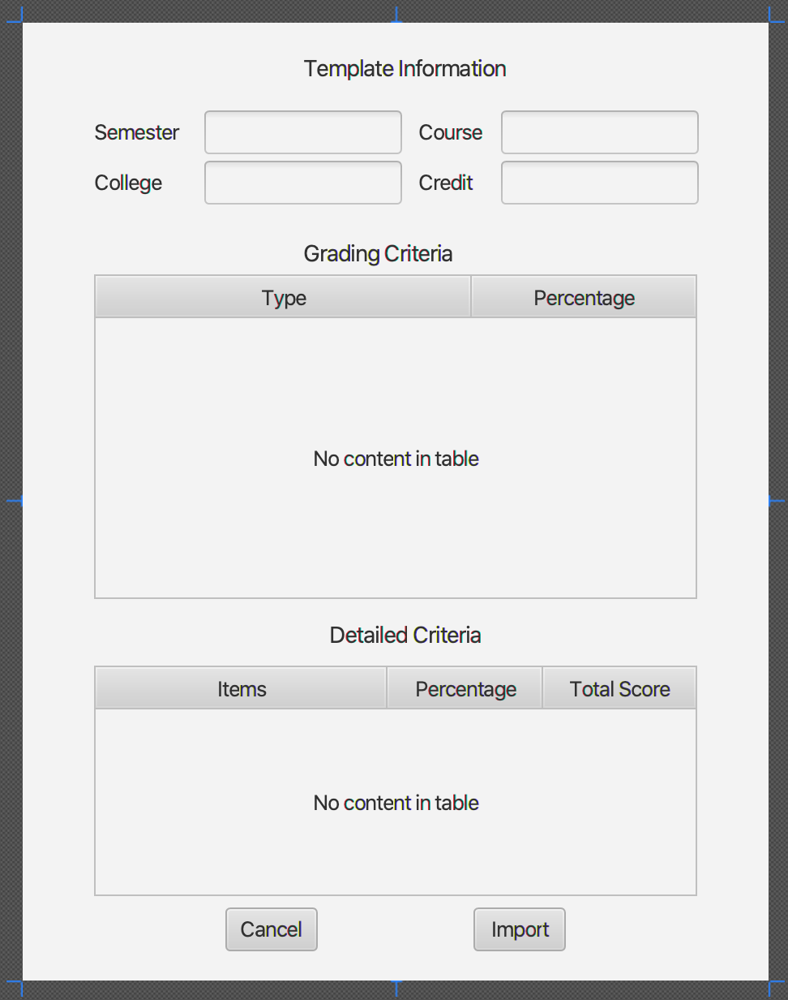 Template Information
Semester Course
College Credit
Grading Criteria
Type Percentage
No content in table
Detailed Criteria
Items Percentage Total Score
No content in table
Cancel Import